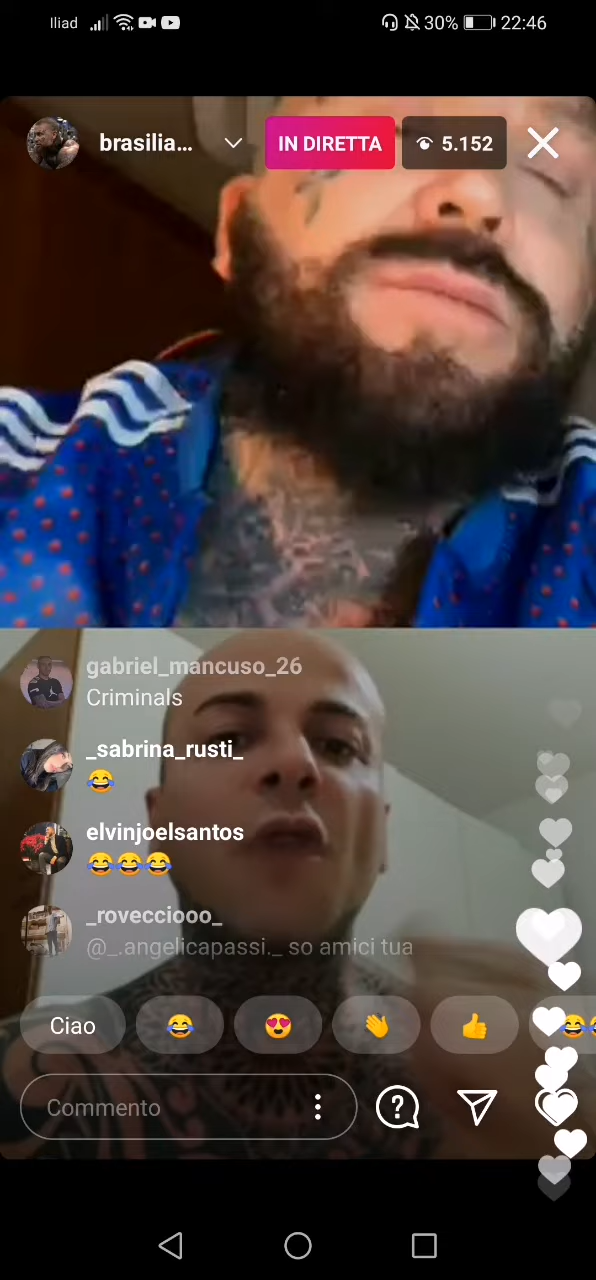 Iliad
30%
22:46
brasilia...
IN DIRETTA
5.152
gabriel_mancuso_26
Criminals
_sabrina_rusti_
😂
elvinjoelsantos
😂😂😂
_rovecciooo_
@_.angelicapassi._ so amici tua
Ciao
😂
😍
👋
👍
Commento